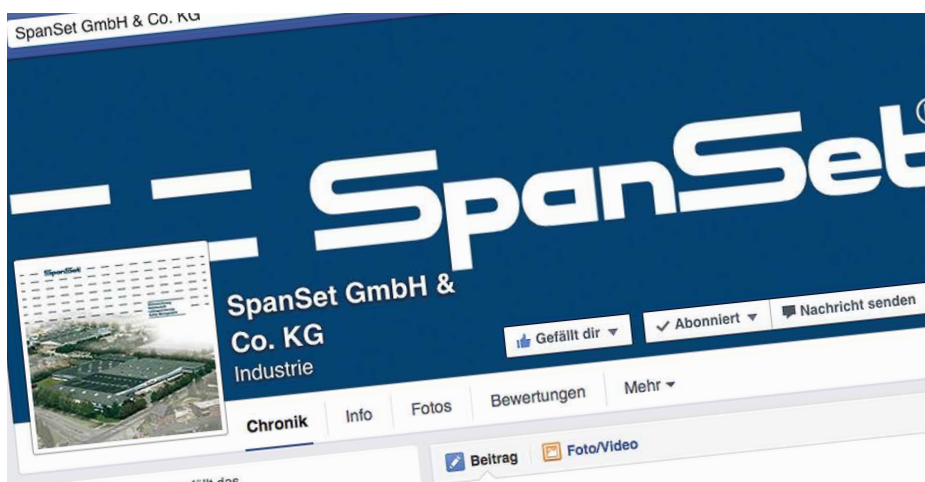 SpanSet GmbH & Co. KG
SpanSet
SpanSet
SpanSet GmbH &
Co. KG
Industrie
Gefällt dir
Abonniert
Nachricht senden
Chronik
Info
Fotos
Bewertungen
Mehr
Beitrag
Foto/Video